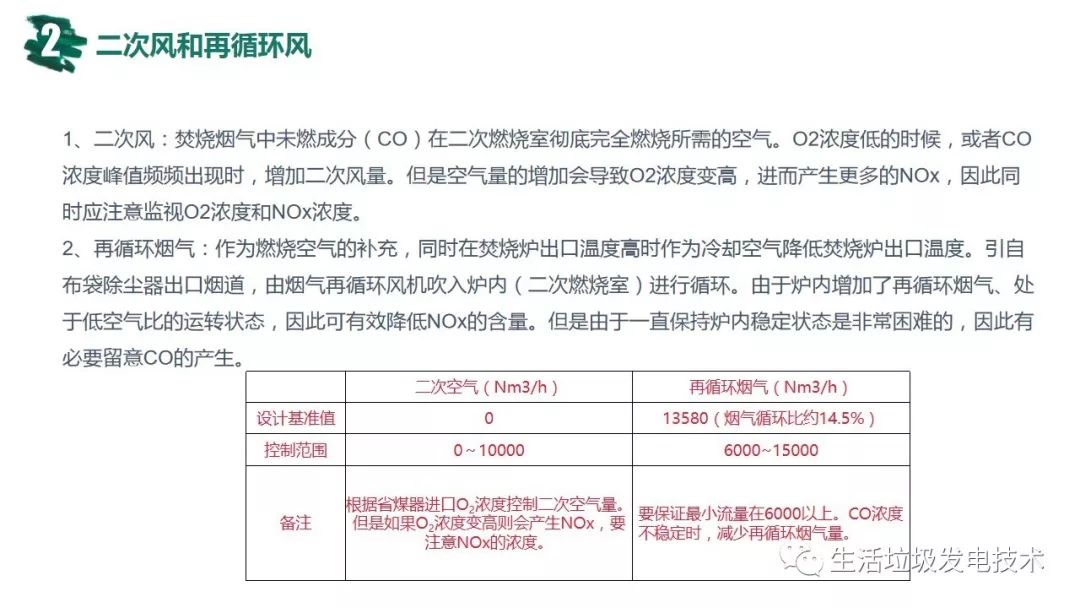 2 二次风和再循环风
1、二次风：焚烧烟气中未燃成分（CO）在二次燃烧室彻底完全燃烧所需的空气。O2浓度低的时候，或者CO
浓度峰值频频出现时，增加二次风量。但是空气量的增加会导致O2浓度变高，进而产生更多的NOx，因此同
时应注意监视O2浓度和NOx浓度。
2、再循环烟气：作为燃烧空气的补充，同时在焚烧炉出口温度高时作为冷却空气降低焚烧炉出口温度。引自
布袋除尘器出口烟道，由烟气再循环风机吹入炉内（二次燃烧室）进行循环。由于炉内增加了再循环烟气、处
于低空气比的运转状态，因此可有效降低NOx的含量。但是由于一直保持炉内稳定状态是非常困难的，因此有
必要留意CO的产生。
二次空气（Nm3/h） 再循环烟气（Nm3/h）
设计基准值 0 13580（烟气循环比约14.5%）
控制范围 0～10000 6000~15000
备注
根据省煤器进口O₂浓度控制二次空气量。
但是如果O₂浓度变高则会产生NOx，要
注意NOx的浓度。
要保证最小流量在6000以上。CO浓度
不稳定时，减少再循环烟气量。
生活垃圾发电技术